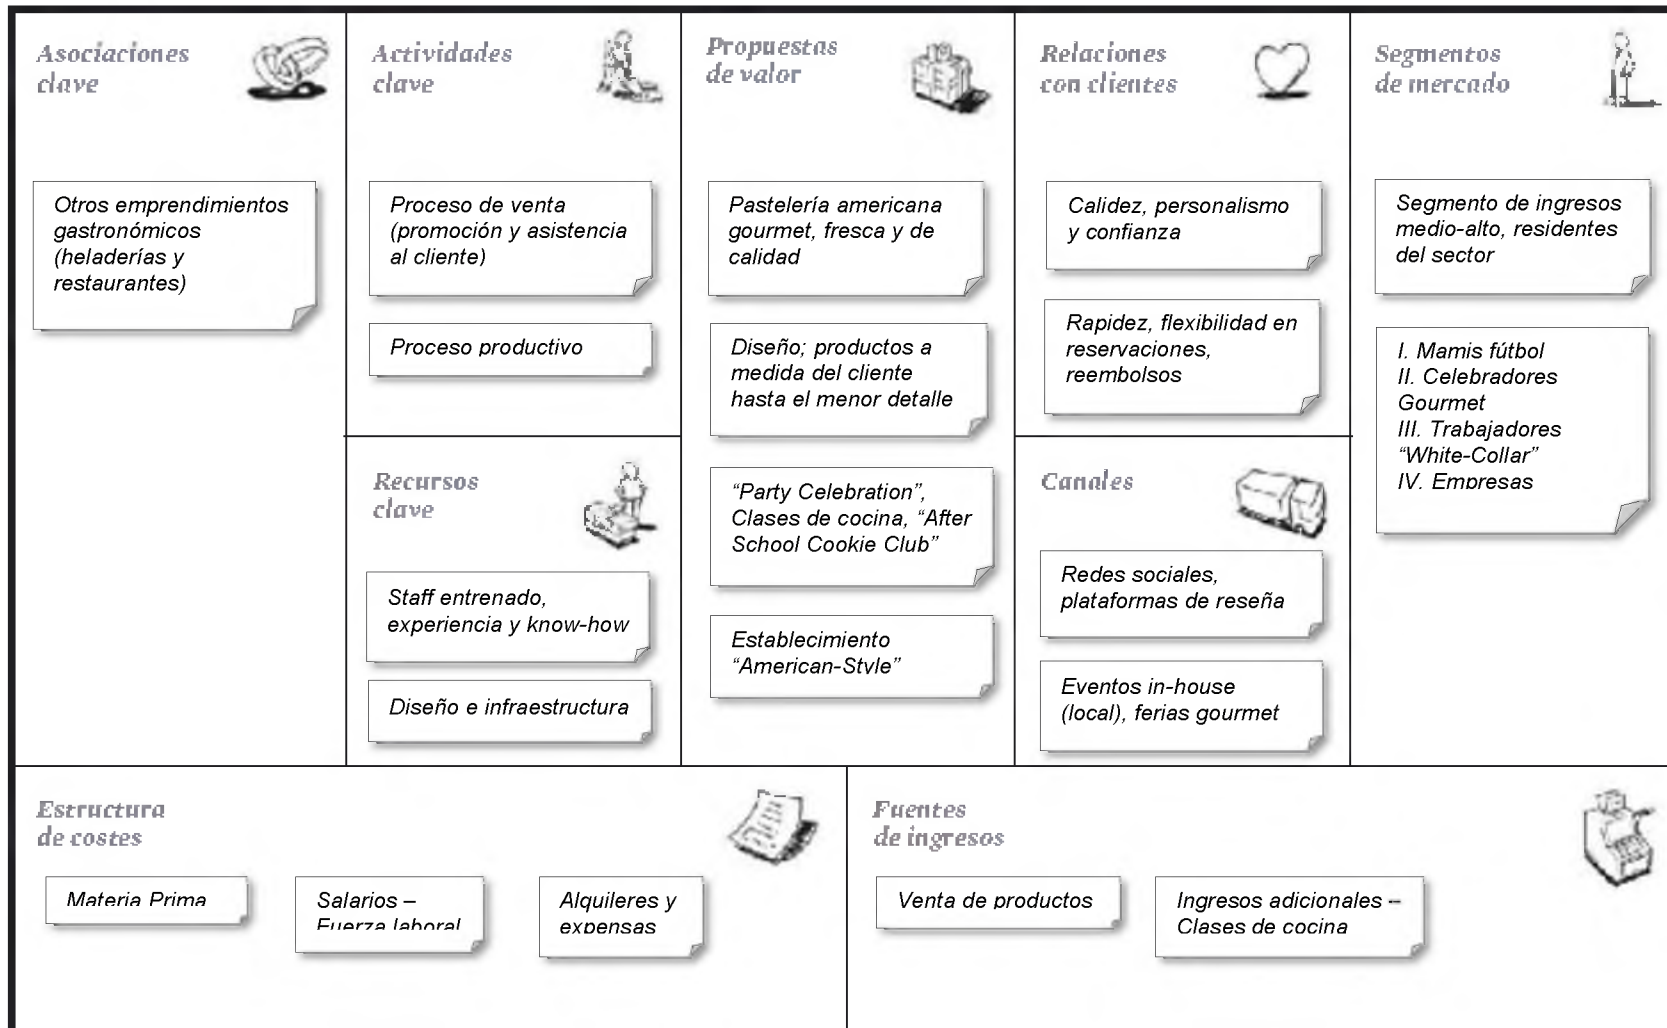 Asociaciones
clave
Otros emprendimientos
gastronómicos
(heladerías y
restaurantes)
Actividades
clave
Proceso de venta
(promoción y asistencia
al cliente)
Proceso productivo
Recursos
clave
Staff entrenado,
experiencia y know-how
Diseño e infraestructura
Propuestas
de valor
Pastelería americana
gourmet, fresca y de
calidad
Diseño; productos a
medida del cliente
hasta el menor detalle
“Party Celebration”,
Clases de cocina, “After
School Cookie Club”
Establecimiento
“American-Style”
Relaciones
con clientes
Calidez, personalismo
y confianza
Rapidez, flexibilidad en
reservaciones,
reembolsos
Canales
Redes sociales,
plataformas de reseña
Eventos in-house
(local), ferias gourmet
Segmentos
de mercado
Segmento de ingresos
medio-alto, residentes
del sector
I. Mamis fútbol
II. Celebradores
Gourmet
III. Trabajadores
“White-Collar”
IV. Empresas
Estructura
de costes
Materia Prima
Salarios –
Fuerza laboral
Alquileres y
expensas
Fuentes
de ingresos
Venta de productos
Ingresos adicionales –
Clases de cocina